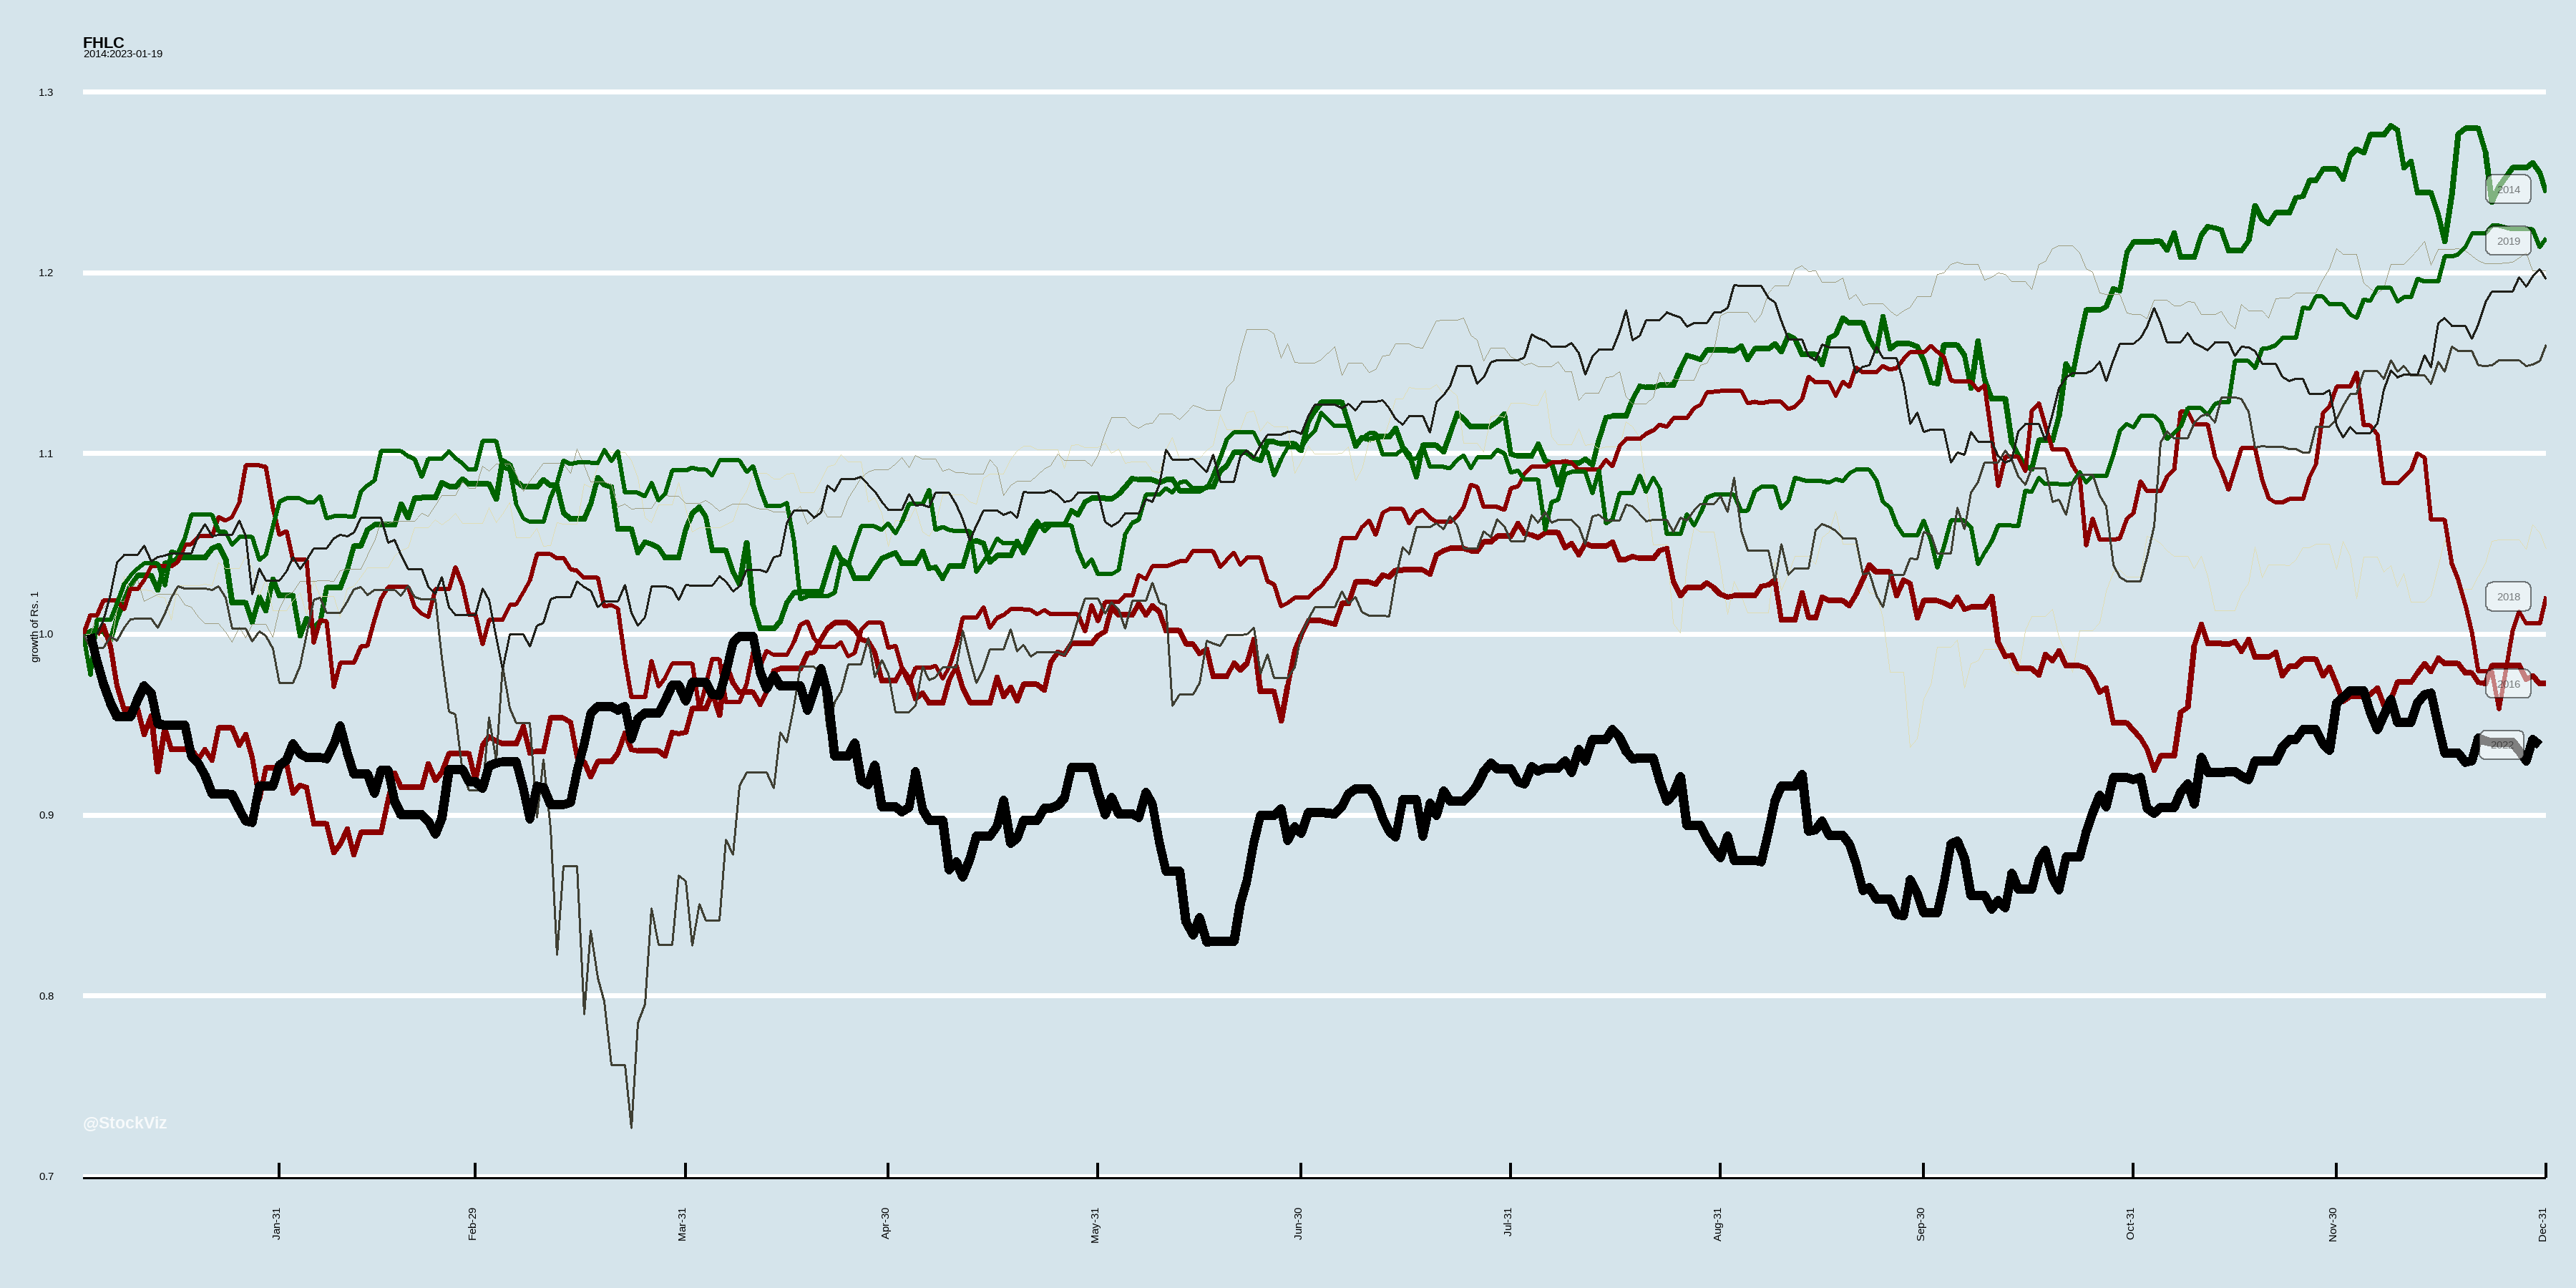 FHLC
2014:2023-01-19
1.3
1.2
1.1
1.0
0.9
0.8
0.7
growth of Rs. 1
2014
2019
2018
2016
2022
@StockViz
Jan-31
Feb-29
Mar-31
Apr-30
May-31
Jun-30
Jul-31
Aug-31
Sep-30
Oct-31
Nov-30
Dec-31